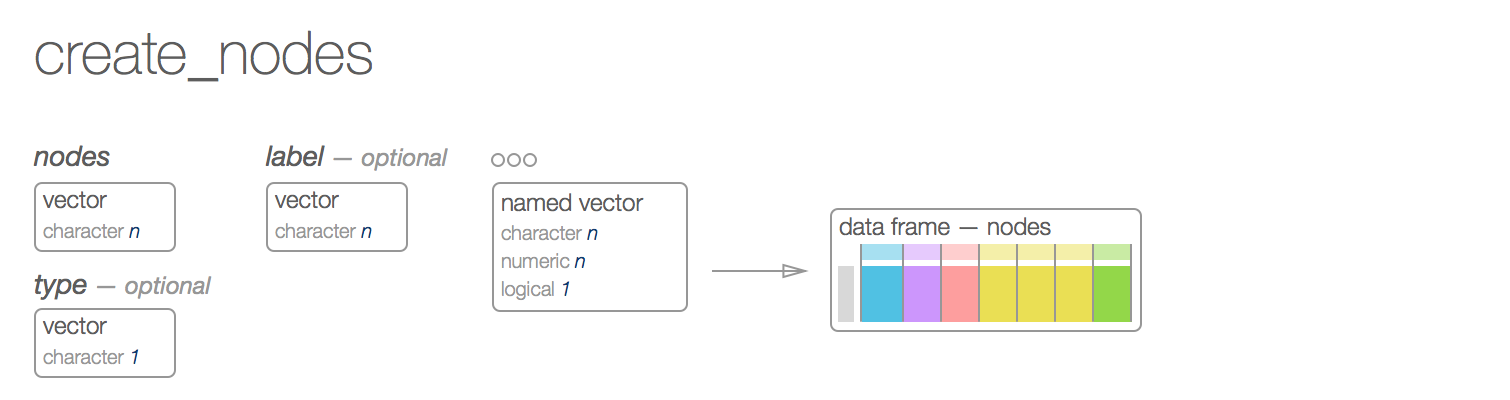 create_nodes
nodes
vector
character n
type — optional
vector
character 1
label — optional
vector
character n
named vector
character n
numeric n
logical 1
data frame — nodes